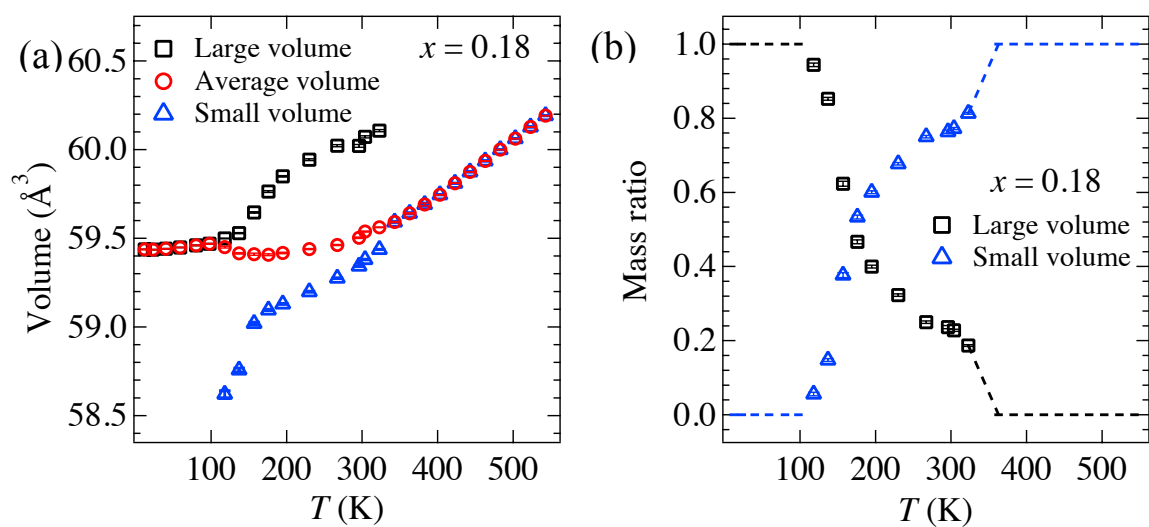 (a)
Large volume
Average volume
Small volume
x = 0.18
Volume (Å³)
60.5
60.0
59.5
59.0
58.5
100 200 300 400 500
T (K)
(b)
x = 0.18
Large volume
Small volume
Mass ratio
1.0
0.8
0.6
0.4
0.2
0.0
100 200 300 400 500
T (K)